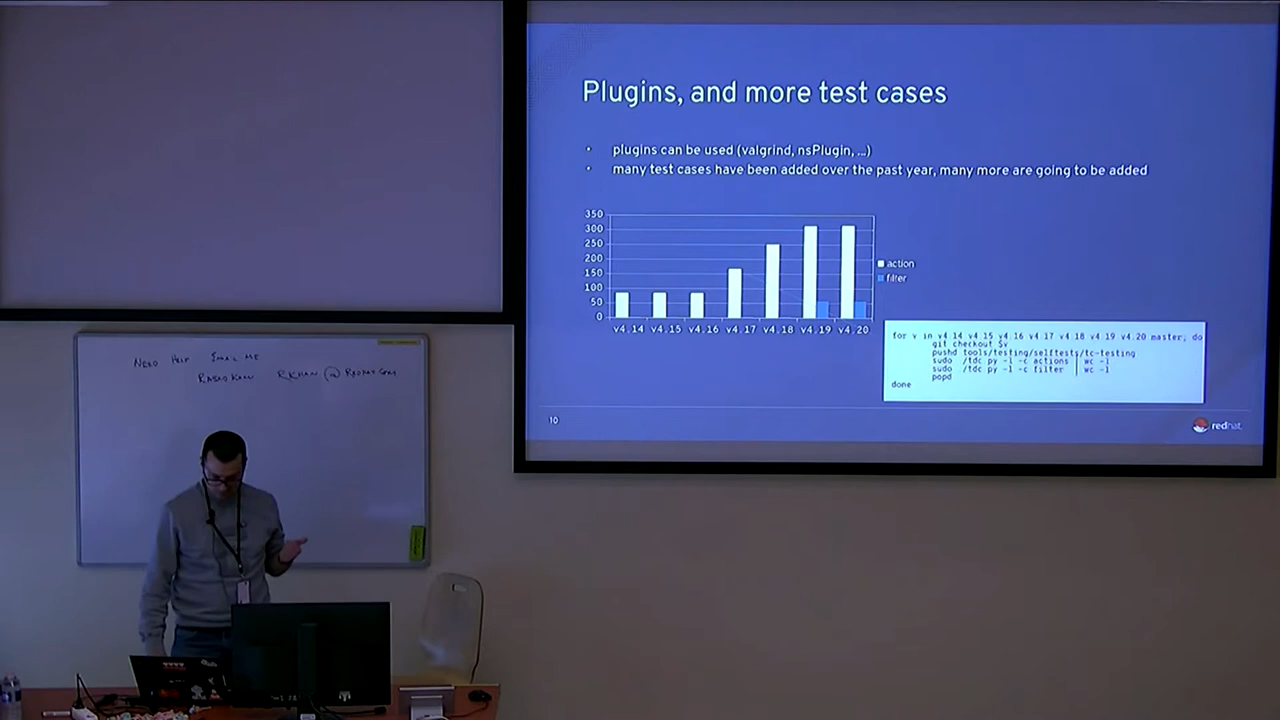 Plugins, and more test cases
• plugins can be used (valgrind, nsPlugin, ...)
• many test cases have been added over the past year, many more are going to be added
350
300
250
200
150
100
50
0
v4.14 v4.15 v4.16 v4.17 v4.18 v4.19 v4.20
action
filter
for v in v4.14 v4.15 v4.16 v4.17 v4.18 v4.19 v4.20 master; do
git checkout $v
pushd tools/testing/selftests/tc-testing
sudo ./tdc.py -l -c actions | wc -l
sudo ./tdc.py -l -c filter | wc -l
popd
done
10
redhat.
NEED HELP EMAIL ME
RKHAN @ REDHAT.COM